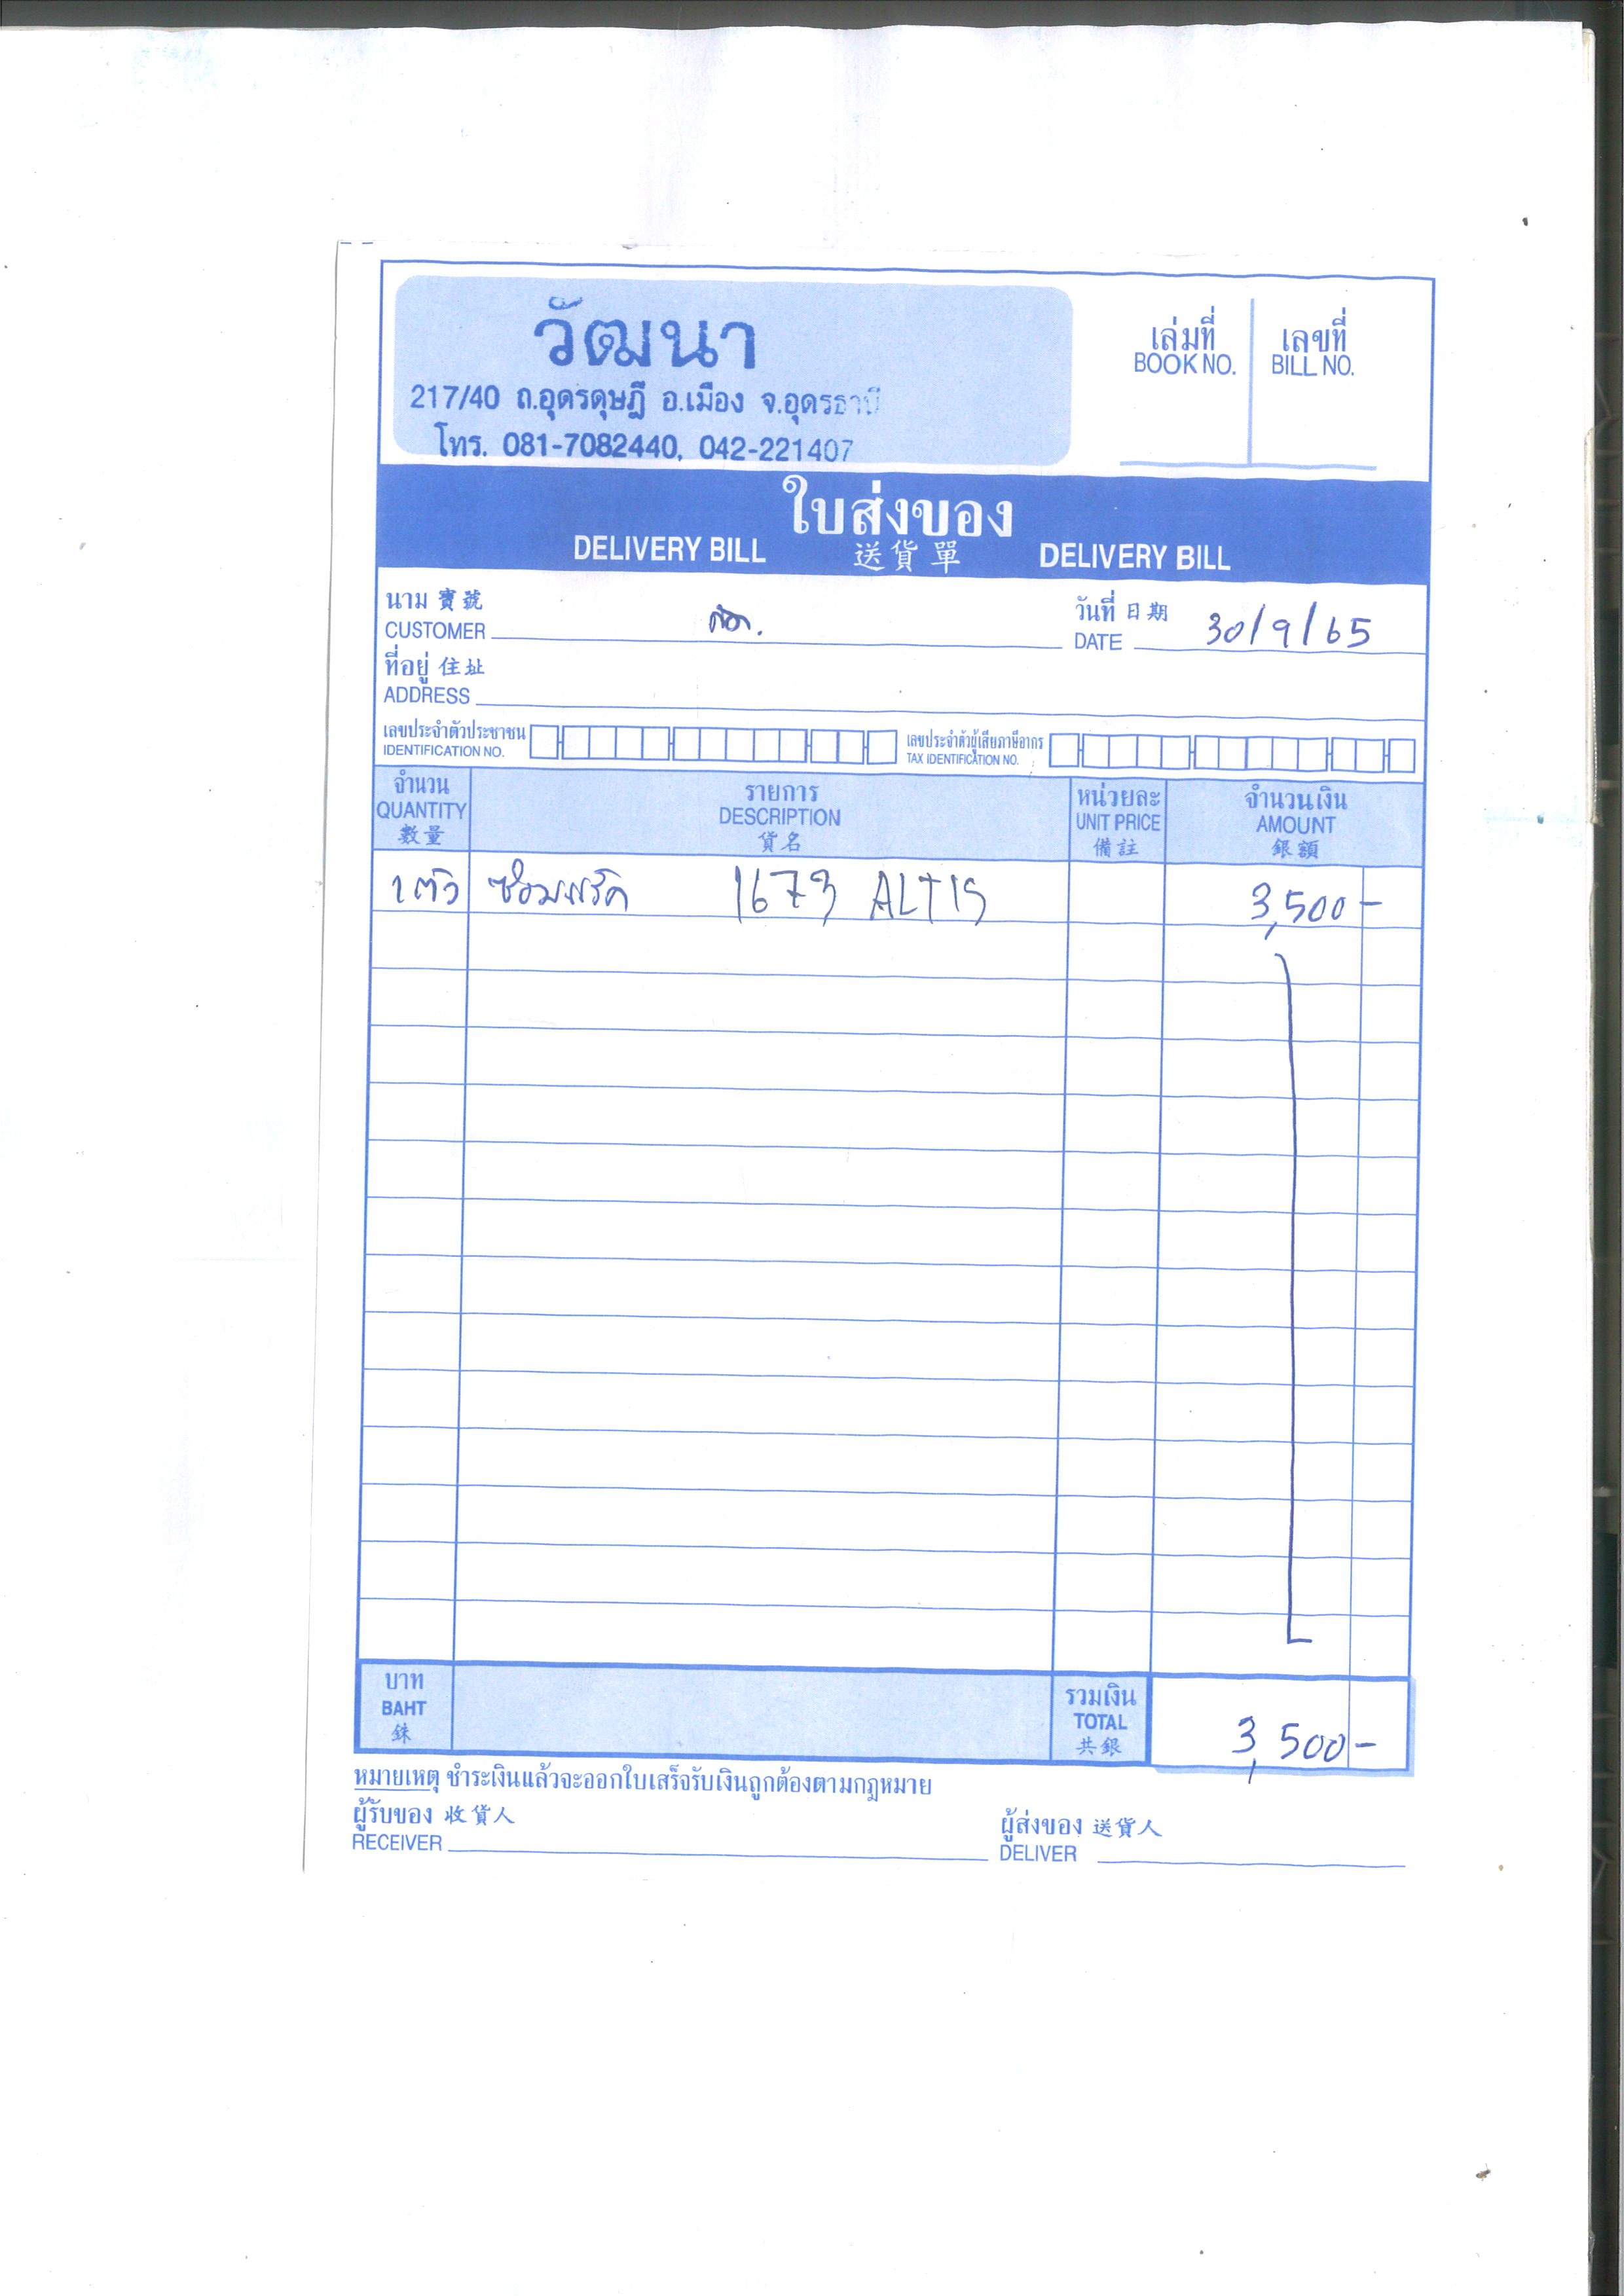 วัฒนา
217/40 ถ.อุดรดุษฎี อ.เมือง จ.อุดรธานี
โทร. 081-7082440, 042-221407
เล่มที่ เลขที่
BOOK NO. BILL NO.
ใบส่งของ
DELIVERY BILL 送貨單 DELIVERY BILL
นาม 寶號 วันที่ 日期
CUSTOMER DATE 30/9/65
ที่อยู่ 住址
ADDRESS
เลขประจำตัวประชาชน เลขประจำตัวผู้เสียภาษีอากร
IDENTIFICATION NO. TAX IDENTIFICATION NO.
จำนวน รายการ หน่วยละ จำนวนเงิน
QUANTITY DESCRIPTION UNIT PRICE AMOUNT
數量 貨名 備註 銀額
1 ตัว ซ่อมแร็ค 1673 ALTIS 3,500 -
บาท รวมเงิน
BAHT TOTAL
銖 共銀 3,500 -
หมายเหตุ ชำระเงินแล้วจะออกใบเสร็จรับเงินถูกต้องตามกฎหมาย
ผู้รับของ 收貨人 ผู้ส่งของ 送貨人
RECEIVER DELIVER